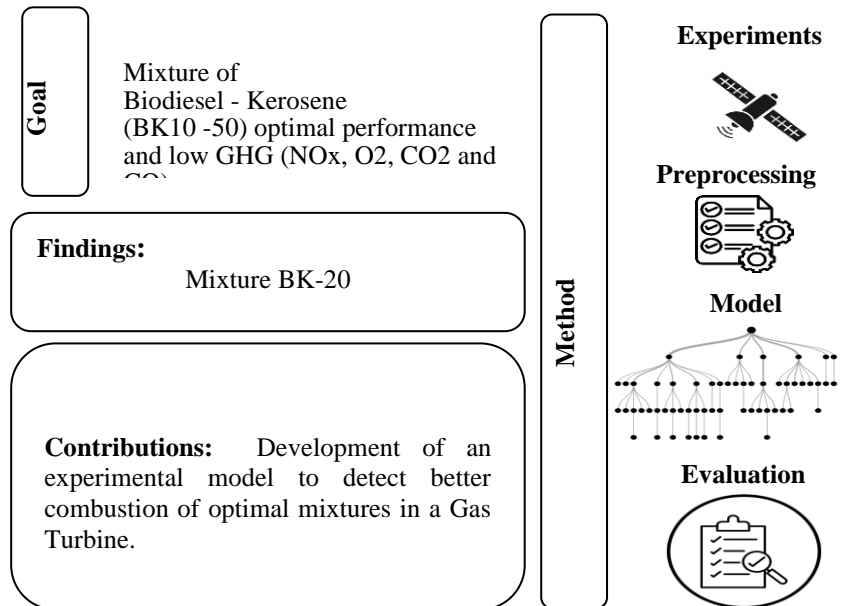 Goal
Mixture of
Biodiesel - Kerosene
(BK10 -50) optimal performance
and low GHG (NOx, O2, CO2 and
Findings:
Mixture BK-20
Contributions: Development of an
experimental model to detect better
combustion of optimal mixtures in a Gas
Turbine.
Method
Experiments
Preprocessing
Model
Evaluation